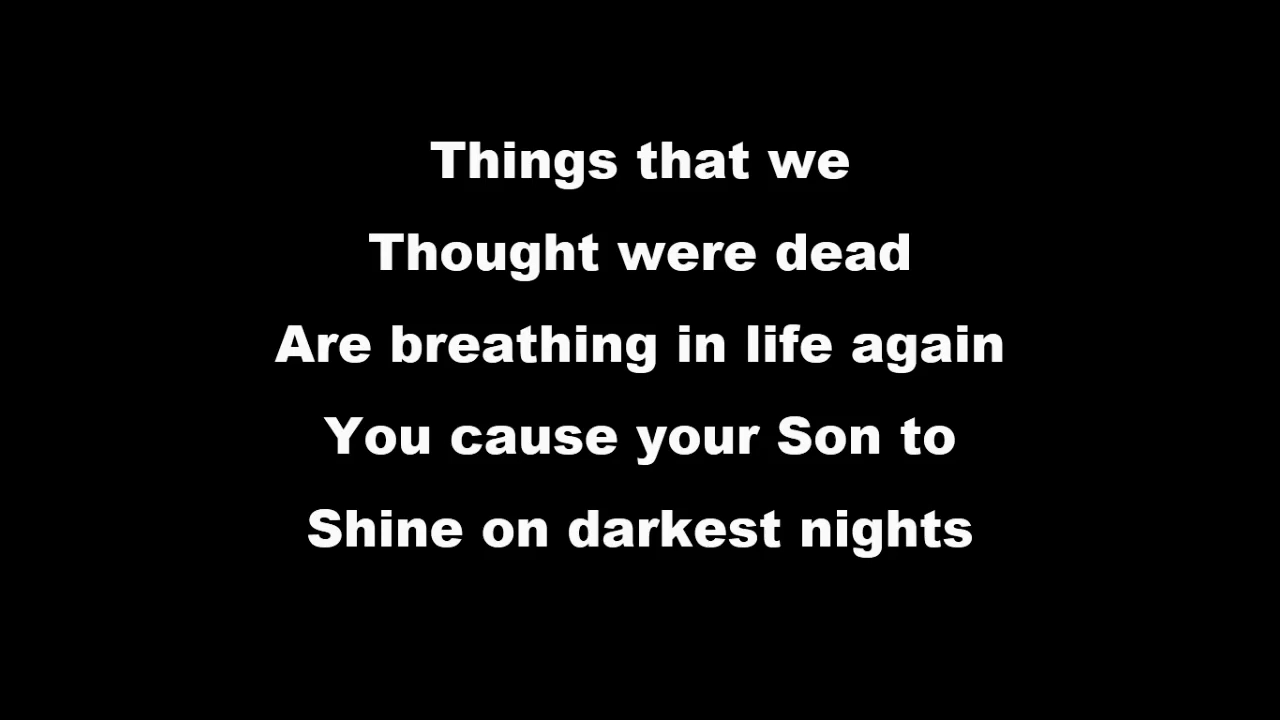 Things that we
Thought were dead
Are breathing in life again
You cause your Son to
Shine on darkest nights